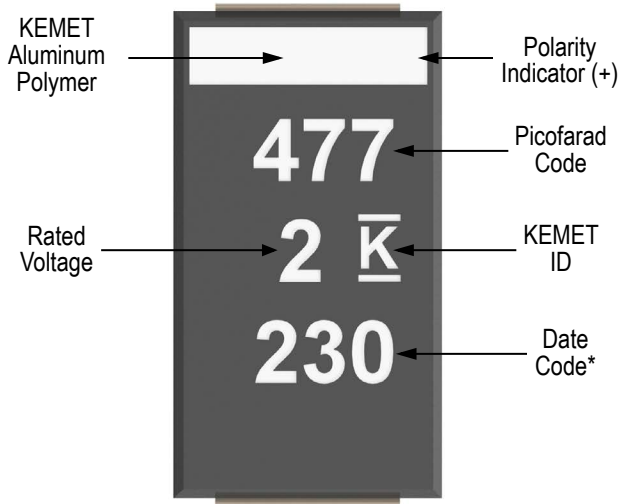 KEMET
Aluminum
Polymer
Polarity
Indicator (+)
477
Picofarad
Code
Rated
Voltage
2 K
KEMET
ID
230
Date
Code*